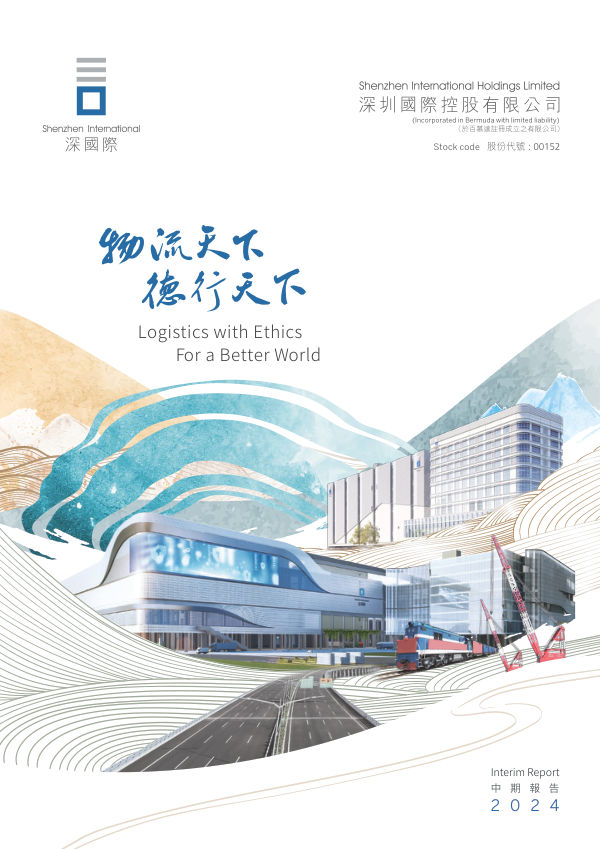 Shenzhen International
深國際
Shenzhen International Holdings Limited
深圳國際控股有限公司
(Incorporated in Bermuda with limited liability)
(於百慕達註冊成立之有限公司)
Stock code 股份代號 : 00152
物流天下
德行天下
Logistics with Ethics
For a Better World
Interim Report
中期報告
2024